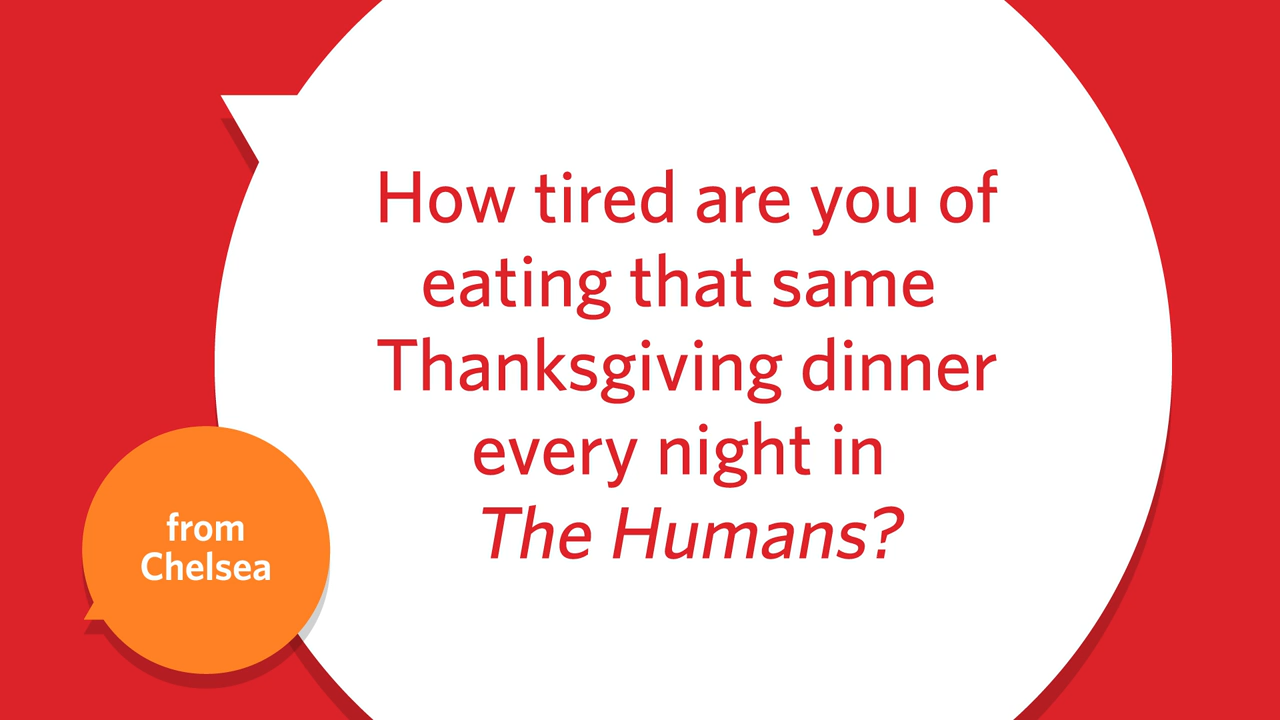 How tired are you of
eating that same
Thanksgiving dinner
every night in
The Humans?
from
Chelsea